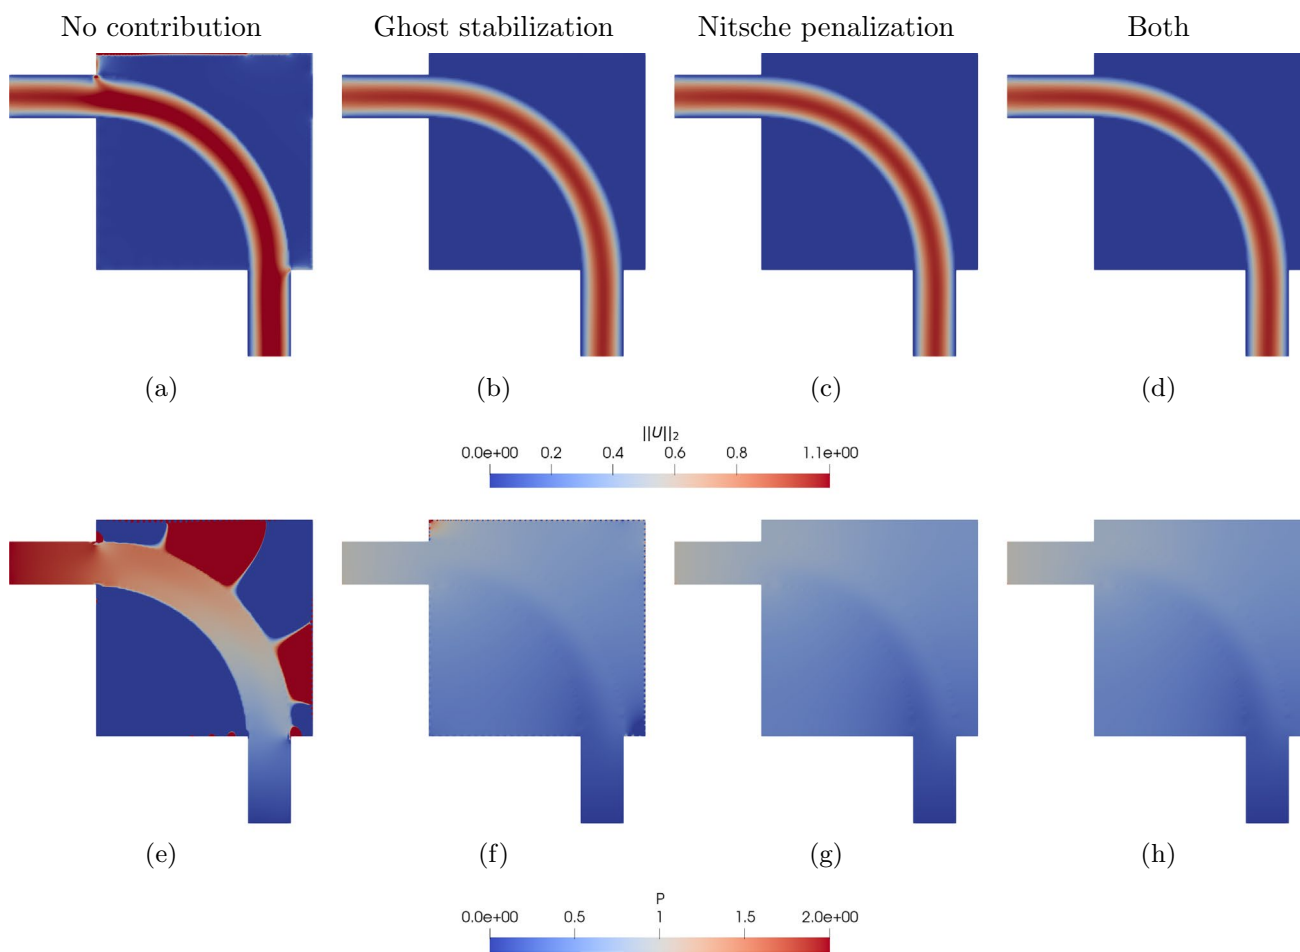 No contribution Ghost stabilization Nitsche penalization Both
(a) (b) (c) (d)
||U||₂
0.0e+00 0.2 0.4 0.6 0.8 1.1e+00
(e) (f) (g) (h)
P
0.0e+00 0.5 1 1.5 2.0e+00